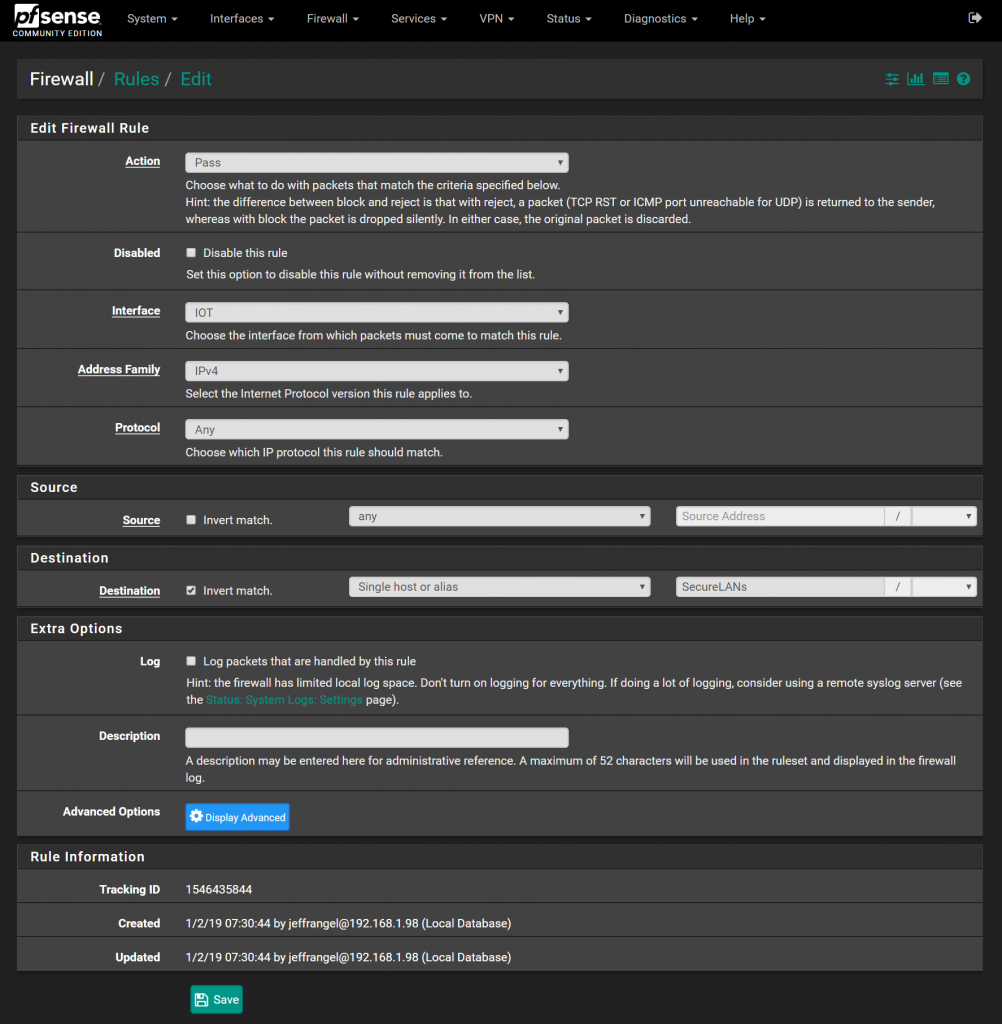 pfsense
COMMUNITY EDITION
System Interfaces Firewall Services VPN Status Diagnostics Help
Firewall / Rules / Edit
Edit Firewall Rule
Action
Pass
Choose what to do with packets that match the criteria specified below.
Hint: the difference between block and reject is that with reject, a packet (TCP RST or ICMP port unreachable for UDP) is returned to the sender,
whereas with block the packet is dropped silently. In either case, the original packet is discarded.
Disabled
Disable this rule
Set this option to disable this rule without removing it from the list.
Interface
IOT
Choose the interface from which packets must come to match this rule.
Address Family
IPv4
Select the Internet Protocol version this rule applies to.
Protocol
Any
Choose which IP protocol this rule should match.
Source
Source Invert match. any Source Address /
Destination
Destination Invert match. Single host or alias SecureLANs /
Extra Options
Log
Log packets that are handled by this rule
Hint: the firewall has limited local log space. Don't turn on logging for everything. If doing a lot of logging, consider using a remote syslog server (see
the Status: System Logs: Settings page).
Description
A description may be entered here for administrative reference. A maximum of 52 characters will be used in the ruleset and displayed in the firewall
log.
Advanced Options
Display Advanced
Rule Information
Tracking ID 1546435844
Created 1/2/19 07:30:44 by jeffrangel@192.168.1.98 (Local Database)
Updated 1/2/19 07:30:44 by jeffrangel@192.168.1.98 (Local Database)
Save